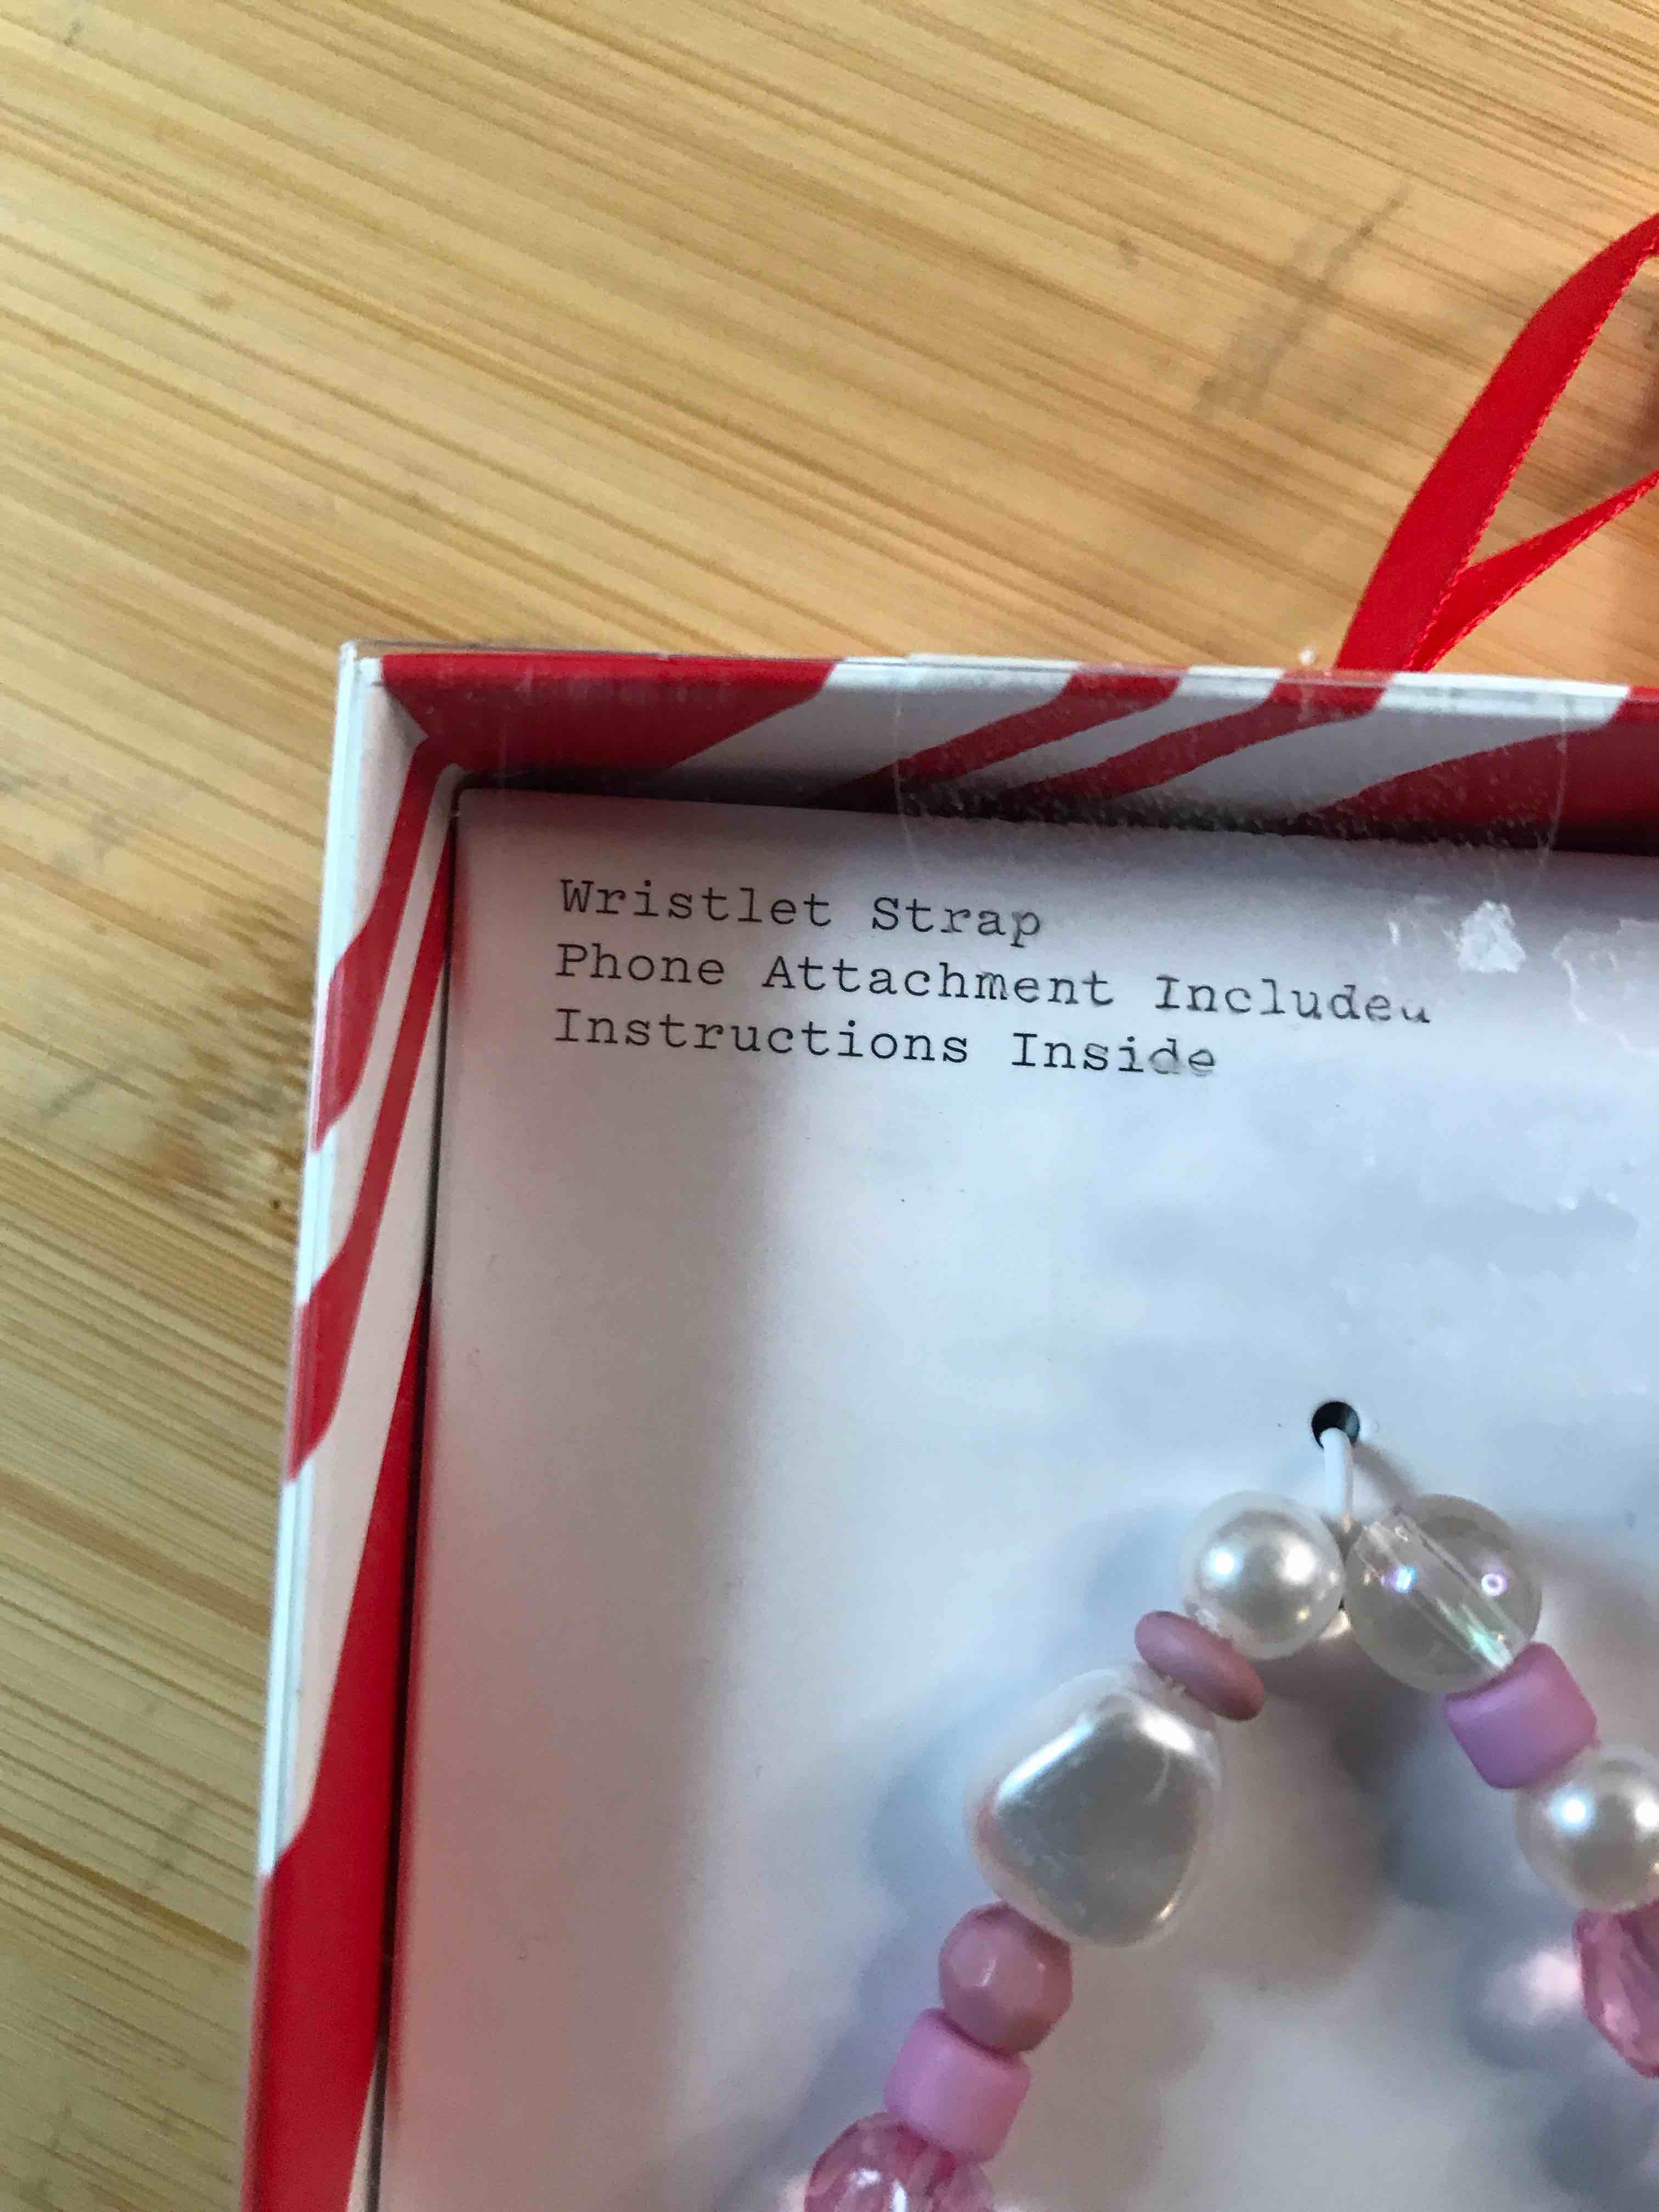 Wristlet Strap
Phone Attachment Included
Instructions Inside